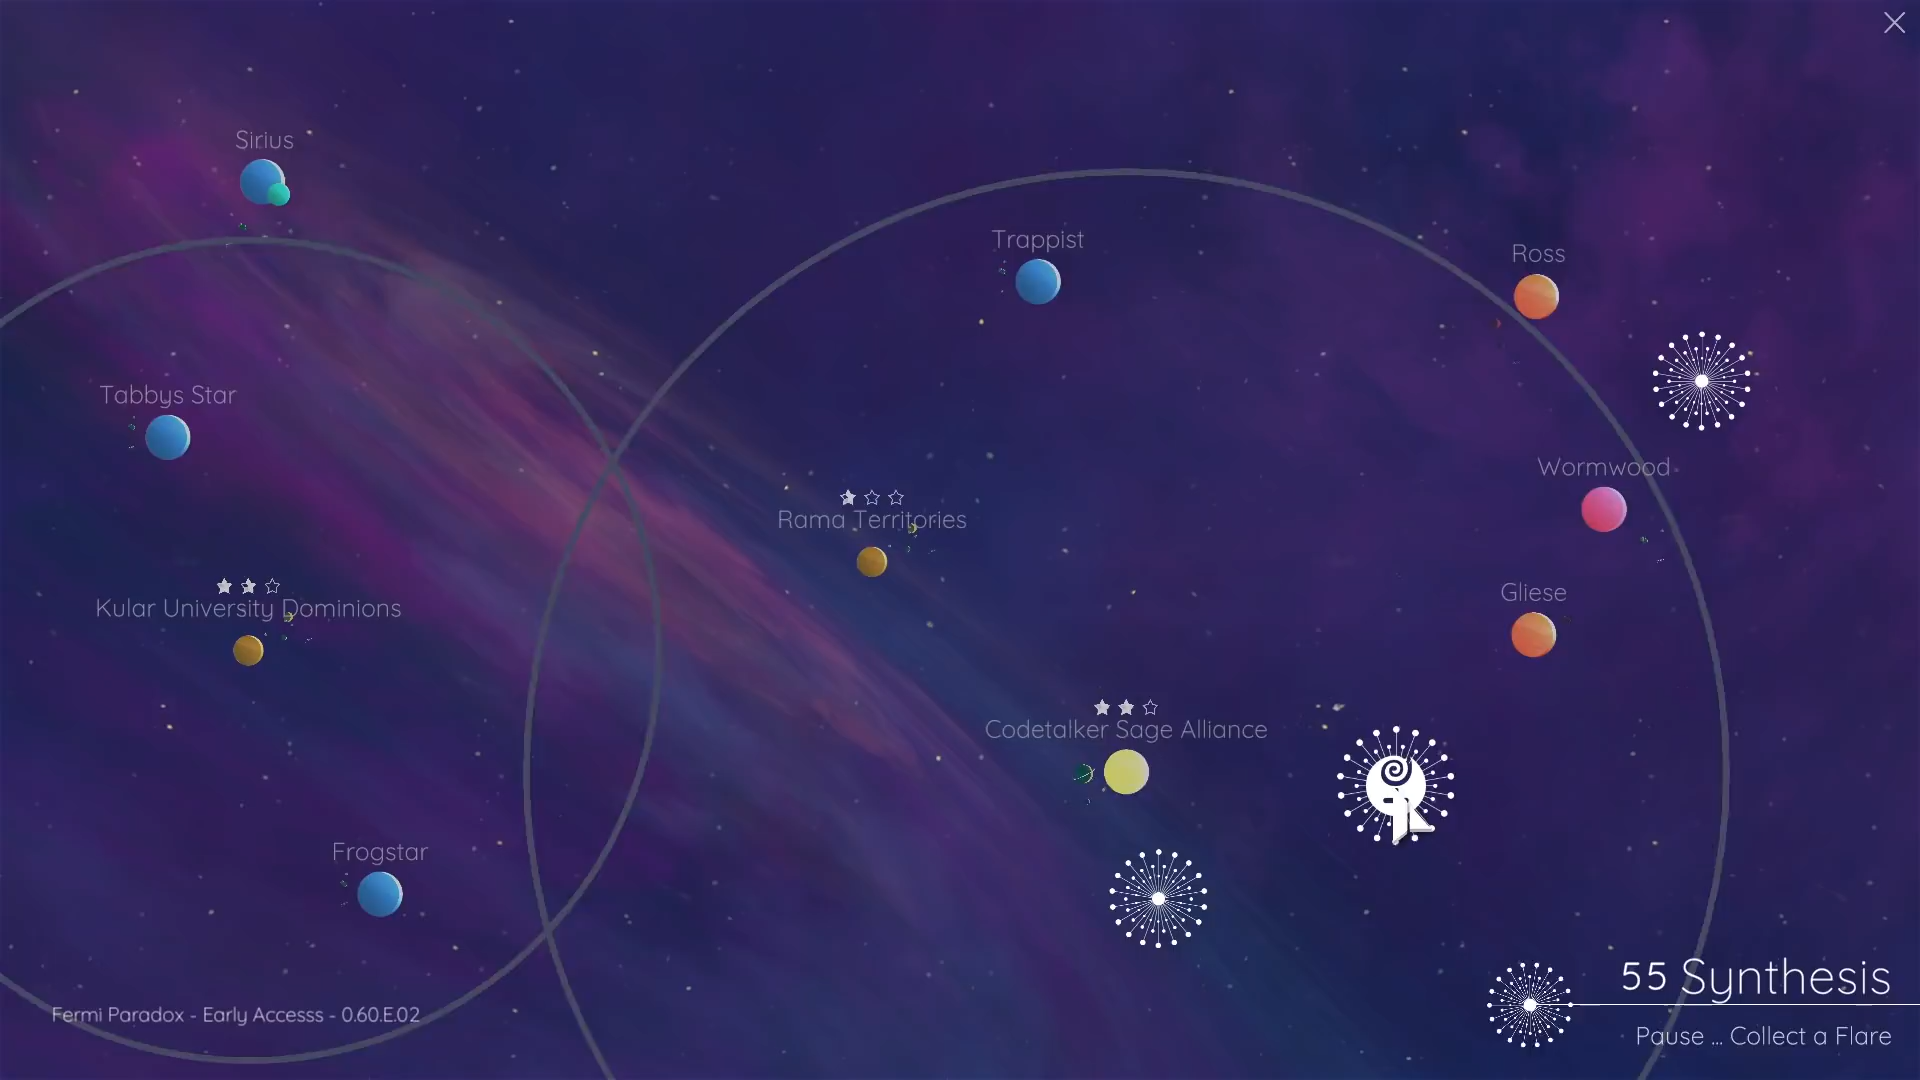 Sirius
Trappist
Ross
Tabbys Star
Wormwood
Rama Territories
Kular University Dominions
Gliese
Codetalker Sage Alliance
Frogstar
55 Synthesis
Fermi Paradox - Early Accesss - 0.60.E.02
Pause ... Collect a Flare